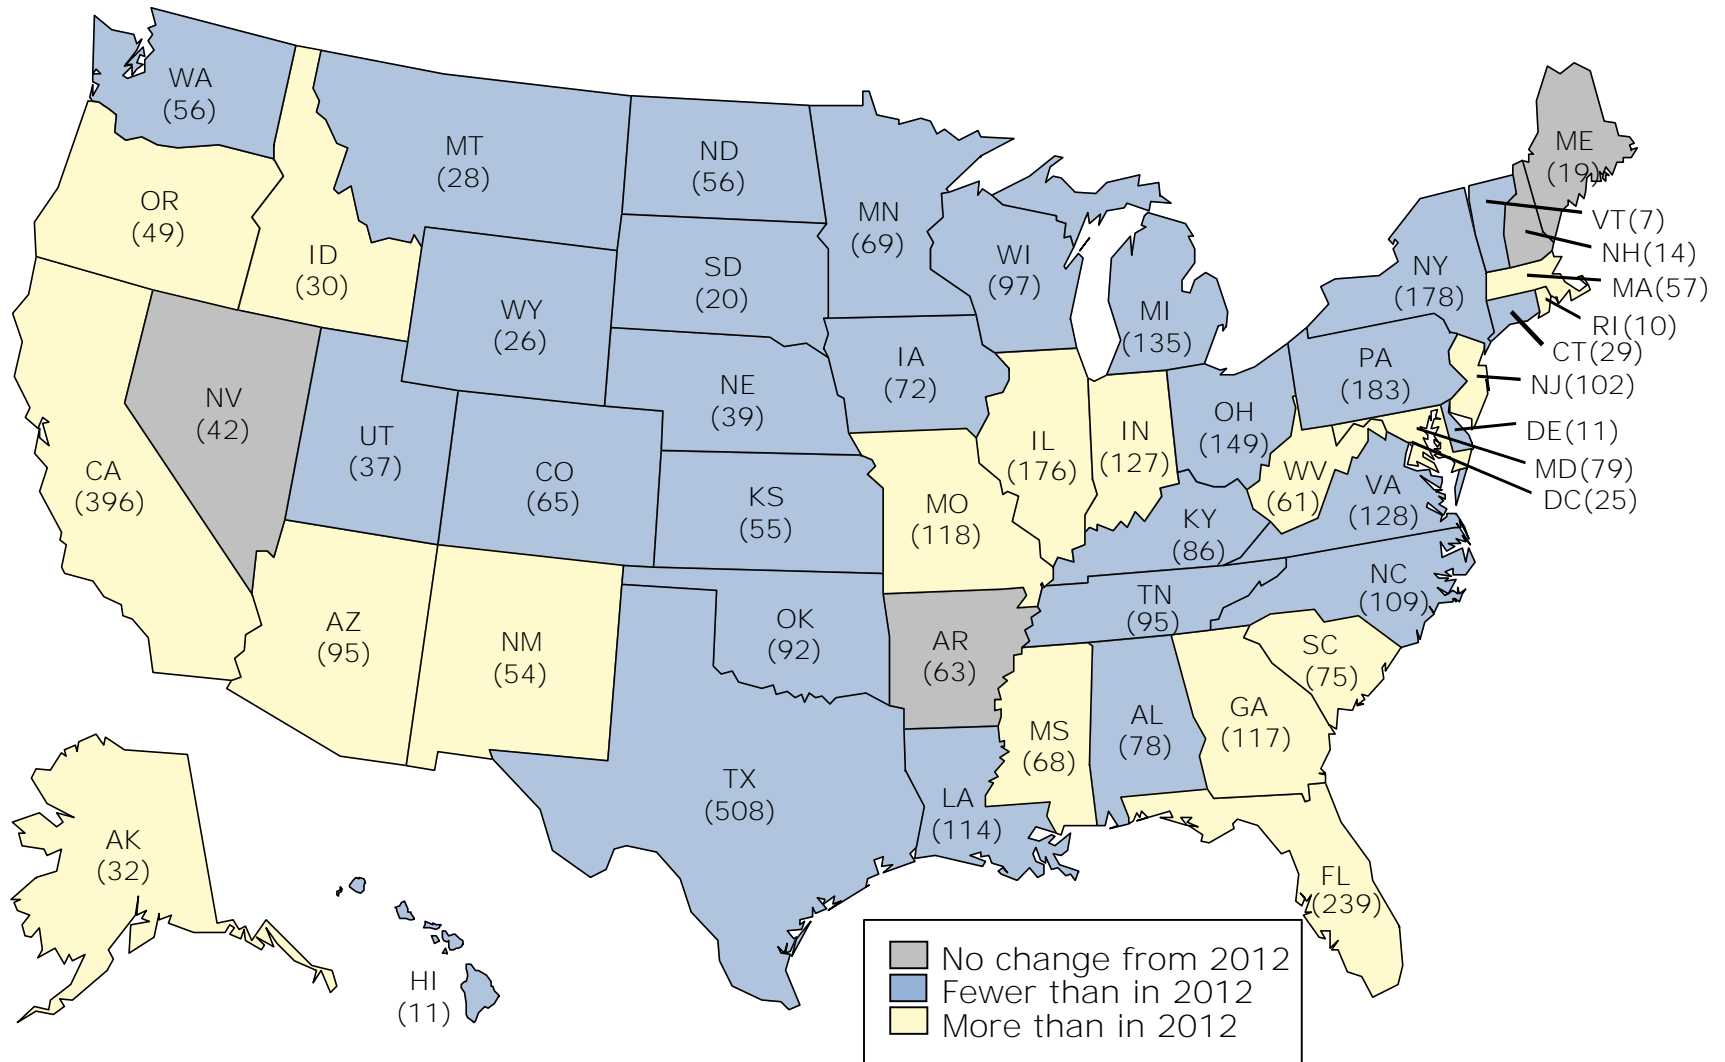 WA
(56)
MT
(28)
ND
(56)
ME
(19)
OR
(49)
MN
(69)
VT(7)
NH(14)
ID
(30)
SD
(20)
WI
(97)
NY
(178)
MA(57)
WY
(26)
MI
(135)
RI(10)
CT(29)
IA
(72)
PA
(183)
NJ(102)
NE
(39)
NV
(42)
OH
(149)
DE(11)
UT
(37)
IL
(176)
IN
(127)
MD(79)
CA
(396)
CO
(65)
WV
(61)
VA
(128)
DC(25)
KS
(55)
MO
(118)
KY
(86)
NC
(109)
TN
(95)
AZ
(95)
NM
(54)
OK
(92)
AR
(63)
SC
(75)
MS
(68)
AL
(78)
GA
(117)
TX
(508)
LA
(114)
AK
(32)
FL
(239)
HI
(11)
No change from 2012
Fewer than in 2012
More than in 2012